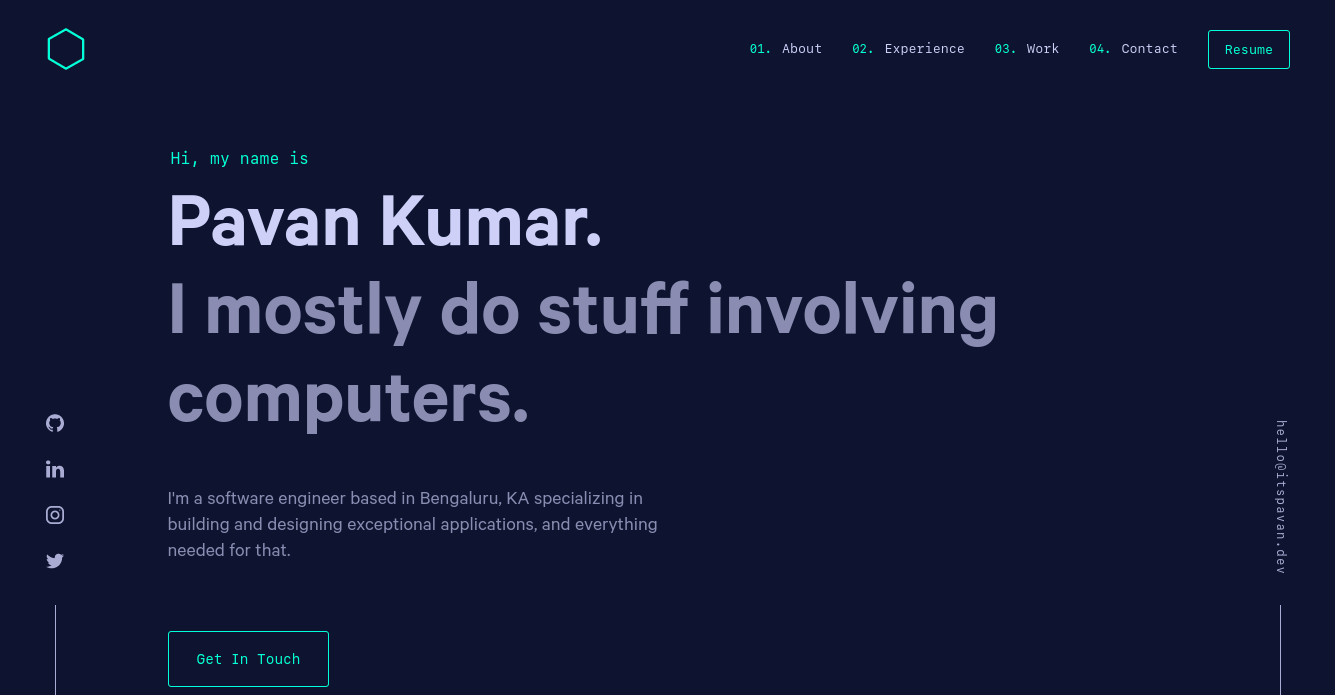 01. About 02. Experience 03. Work 04. Contact Resume
Hi, my name is
Pavan Kumar.
I mostly do stuff involving
computers.
I'm a software engineer based in Bengaluru, KA specializing in
building and designing exceptional applications, and everything
needed for that.
Get In Touch
hello@itspavan.dev